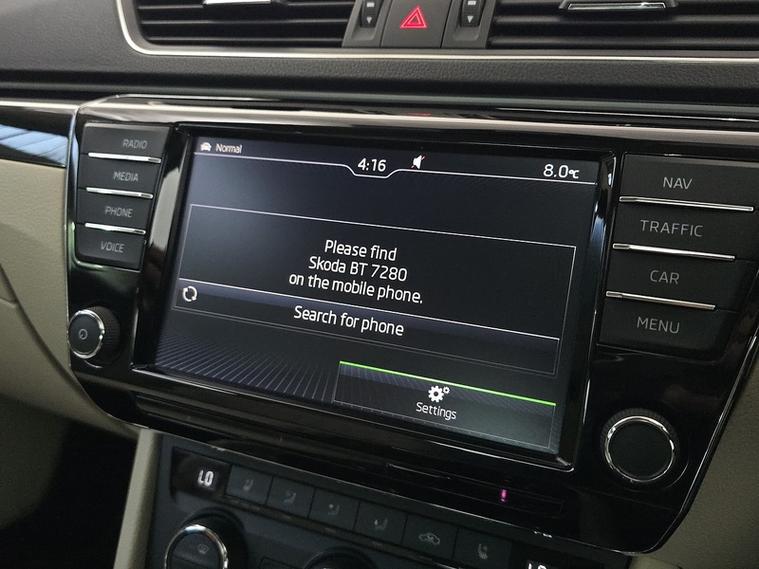 Normal
4:16
8.0°C
RADIO
MEDIA
PHONE
VOICE
Please find
Skoda BT 7280
on the mobile phone.
Search for phone
Settings
NAV
TRAFFIC
CAR
MENU
LO
LO